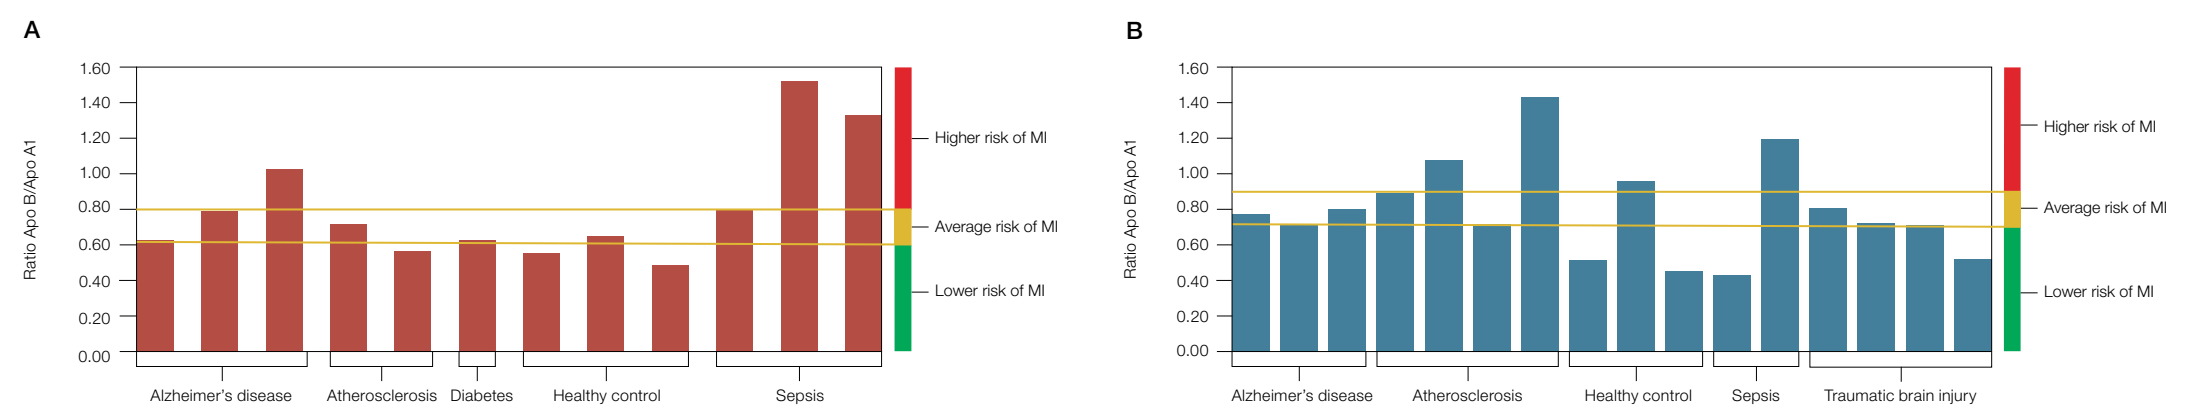 A
Ratio Apo B/Apo A1
1.60
1.40
1.20
1.00
0.80
0.60
0.40
0.20
0.00
Alzheimer's disease
Atherosclerosis
Diabetes
Healthy control
Sepsis
Higher risk of MI
Average risk of MI
Lower risk of MI
B
Ratio Apo B/Apo A1
1.60
1.40
1.20
1.00
0.80
0.60
0.40
0.20
0.00
Alzheimer's disease
Atherosclerosis
Healthy control
Sepsis
Traumatic brain injury
Higher risk of MI
Average risk of MI
Lower risk of MI